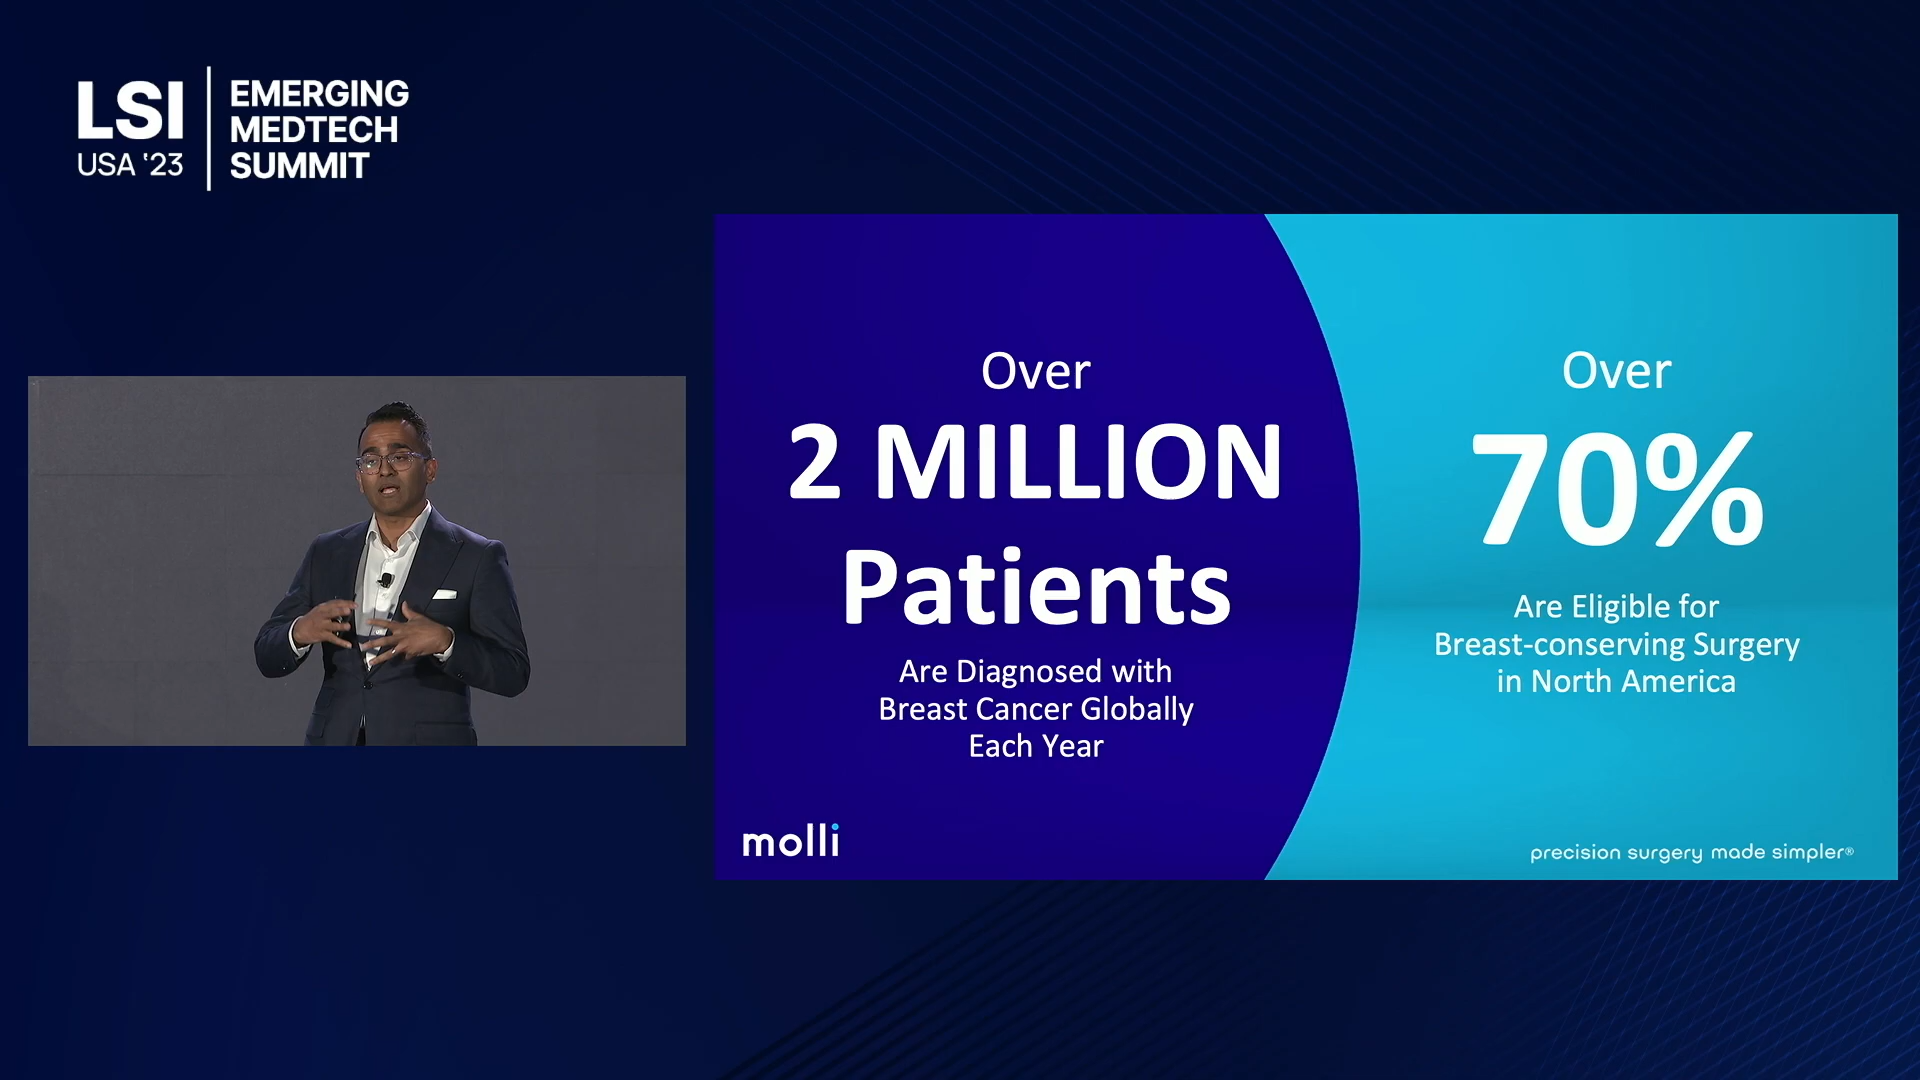 LSI
USA '23
EMERGING
MEDTECH
SUMMIT
Over
2 MILLION
Patients
Are Diagnosed with
Breast Cancer Globally
Each Year
molli
Over
70%
Are Eligible for
Breast-conserving Surgery
in North America
precision surgery made simpler®